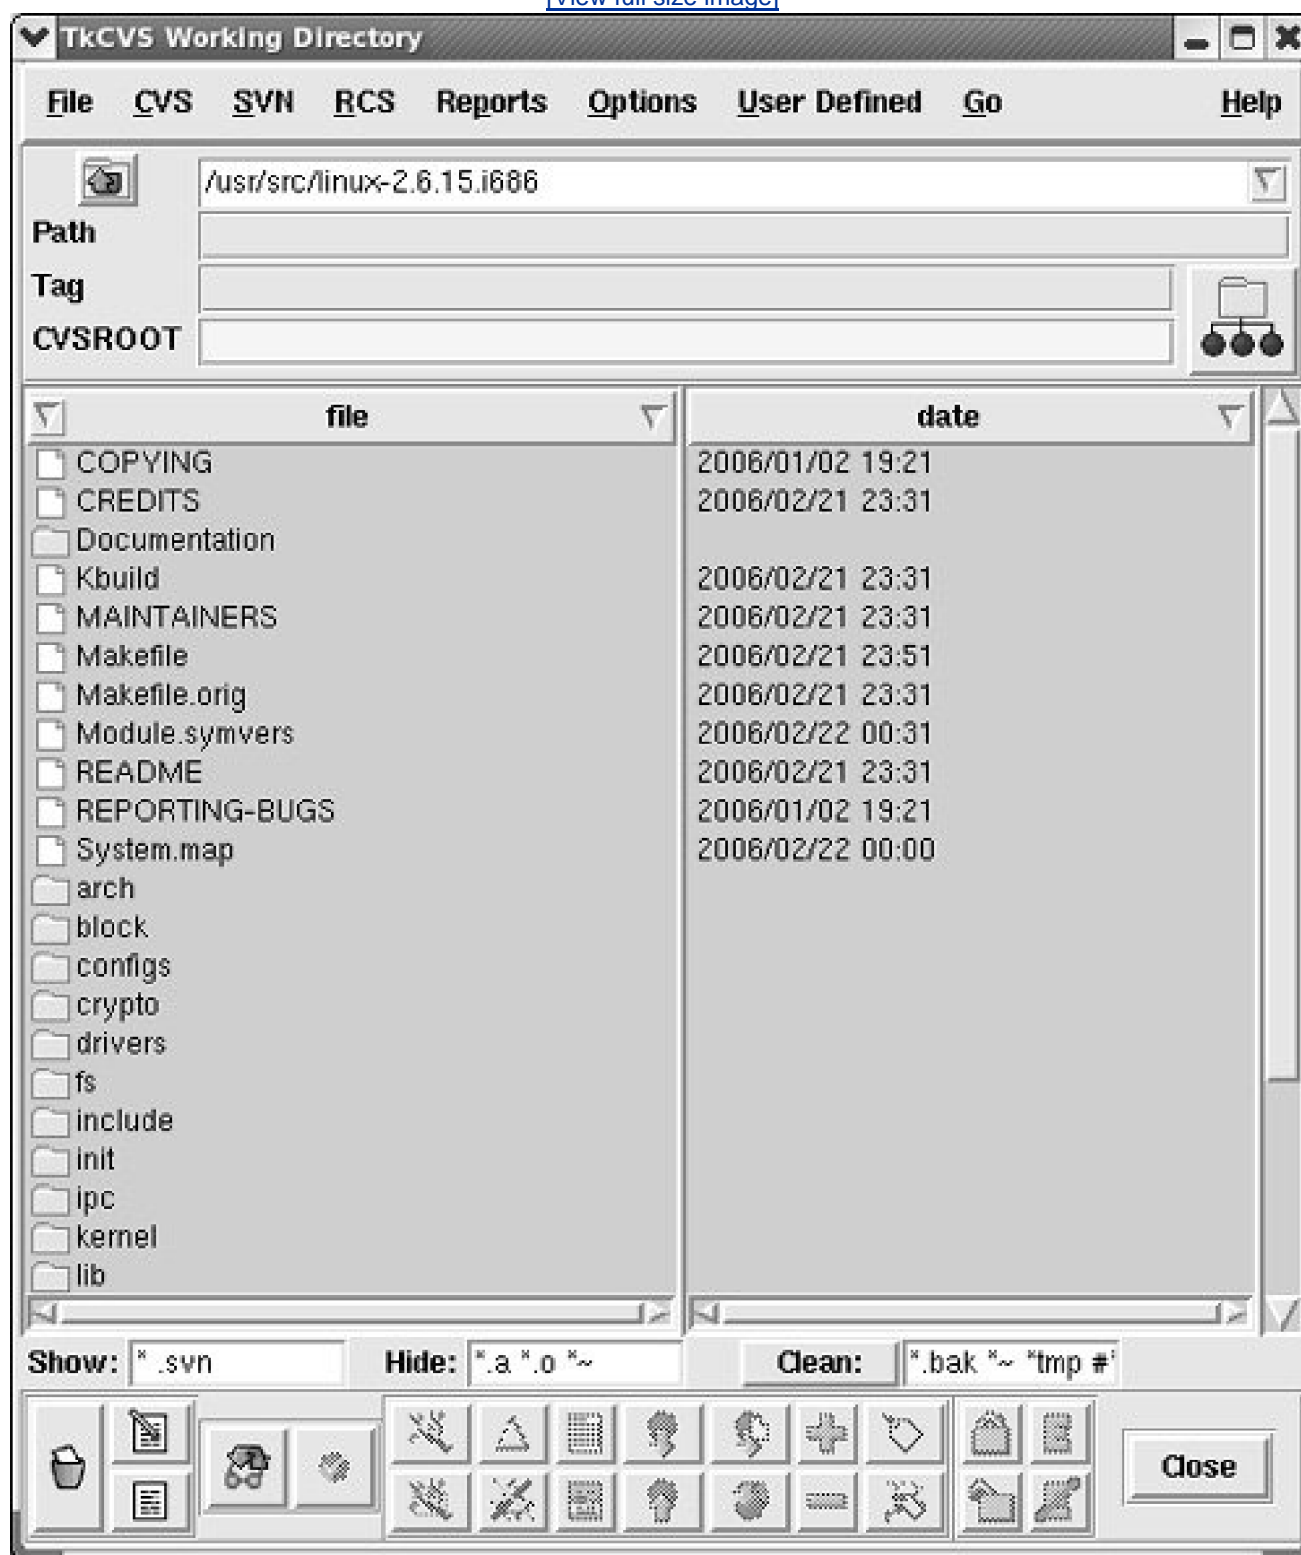 [View full size image]
TkCVS Working Directory
File CVS SVN RCS Reports Options User Defined Go Help
/usr/src/linux-2.6.15.i686
Path
Tag
CVSROOT
file date
COPYING 2006/01/02 19:21
CREDITS 2006/02/21 23:31
Documentation
Kbuild 2006/02/21 23:31
MAINTAINERS 2006/02/21 23:31
Makefile 2006/02/21 23:51
Makefile.orig 2006/02/21 23:31
Module.symvers 2006/02/22 00:31
README 2006/02/21 23:31
REPORTING-BUGS 2006/01/02 19:21
System.map 2006/02/22 00:00
arch
block
configs
crypto
drivers
fs
include
init
ipc
kernel
lib
Show: * .svn Hide: *.a *.o *~ Clean: *.bak *~ *tmp #*
Close